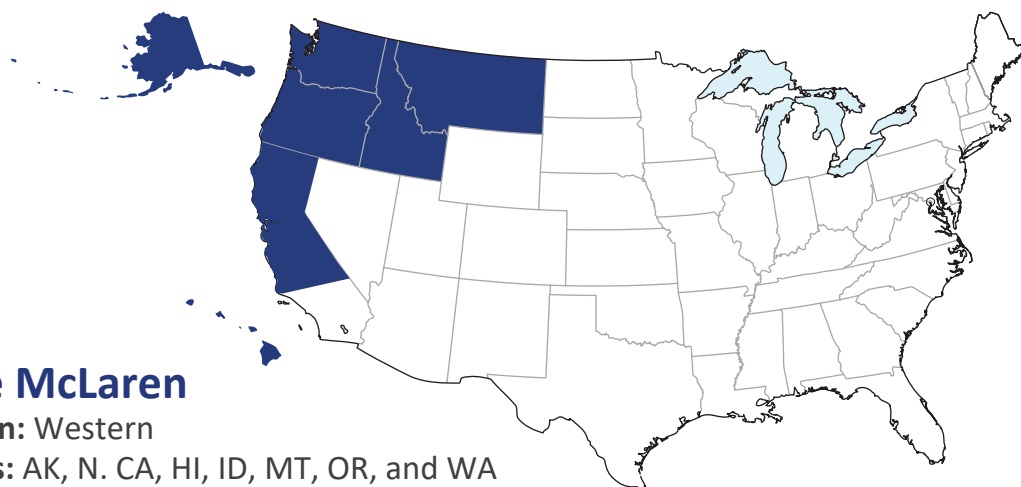 e McLaren
n: Western
s: AK, N. CA, HI, ID, MT, OR, and WA